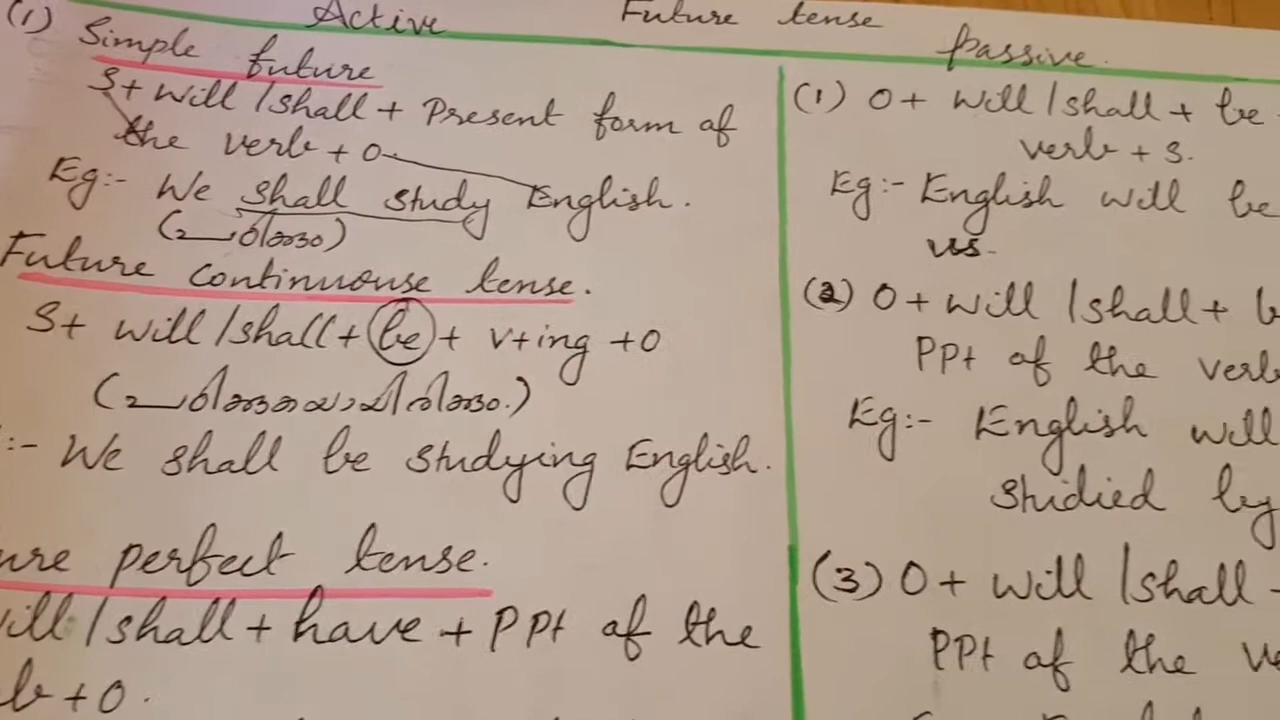 Active Future tense Passive.
(1) Simple future
S+ will /shall + Present form of
the verb + O
Eg:- We shall study English.
Future continuouse tense.
S+ will /shall + be + v+ing +O
:- We shall be studying English.
ure perfect tense.
ill /shall + have + PPt of the
b +O.
(1) O+ will /shall + be
verb + S.
Eg:- English will be
us.
(2) O+ will /shall + b
PPt of the verb
Eg:- English will
studied by
(3) O+ will /shall
PPt of the ve